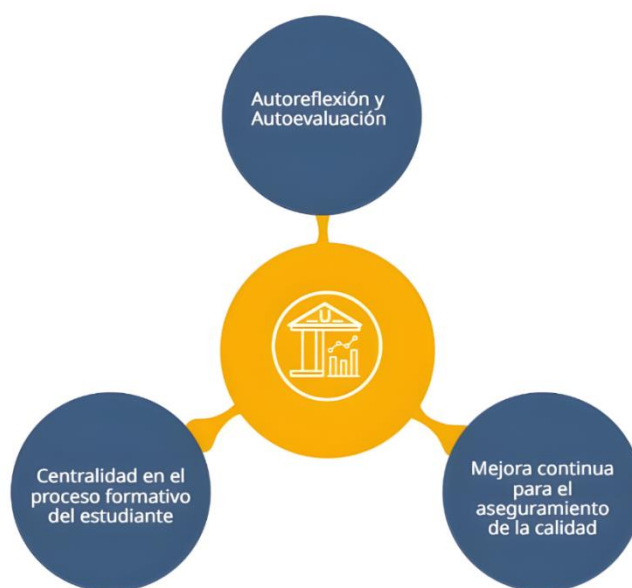 Autoreflexión y
Autoevaluación
U
Centralidad en el
proceso formativo
del estudiante
Mejora continua
para el
aseguramiento
de la calidad